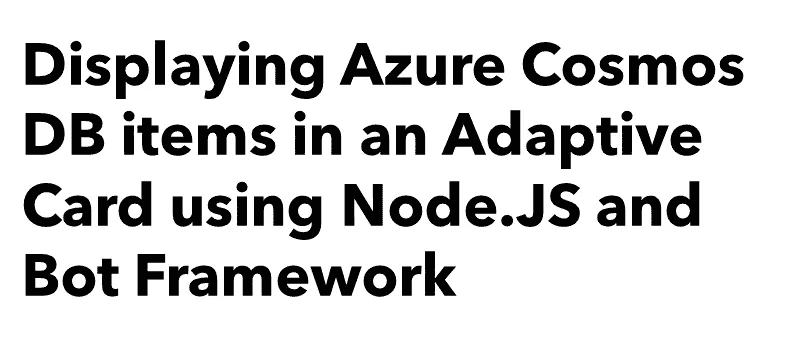 Displaying Azure Cosmos
DB items in an Adaptive
Card using Node.JS and
Bot Framework